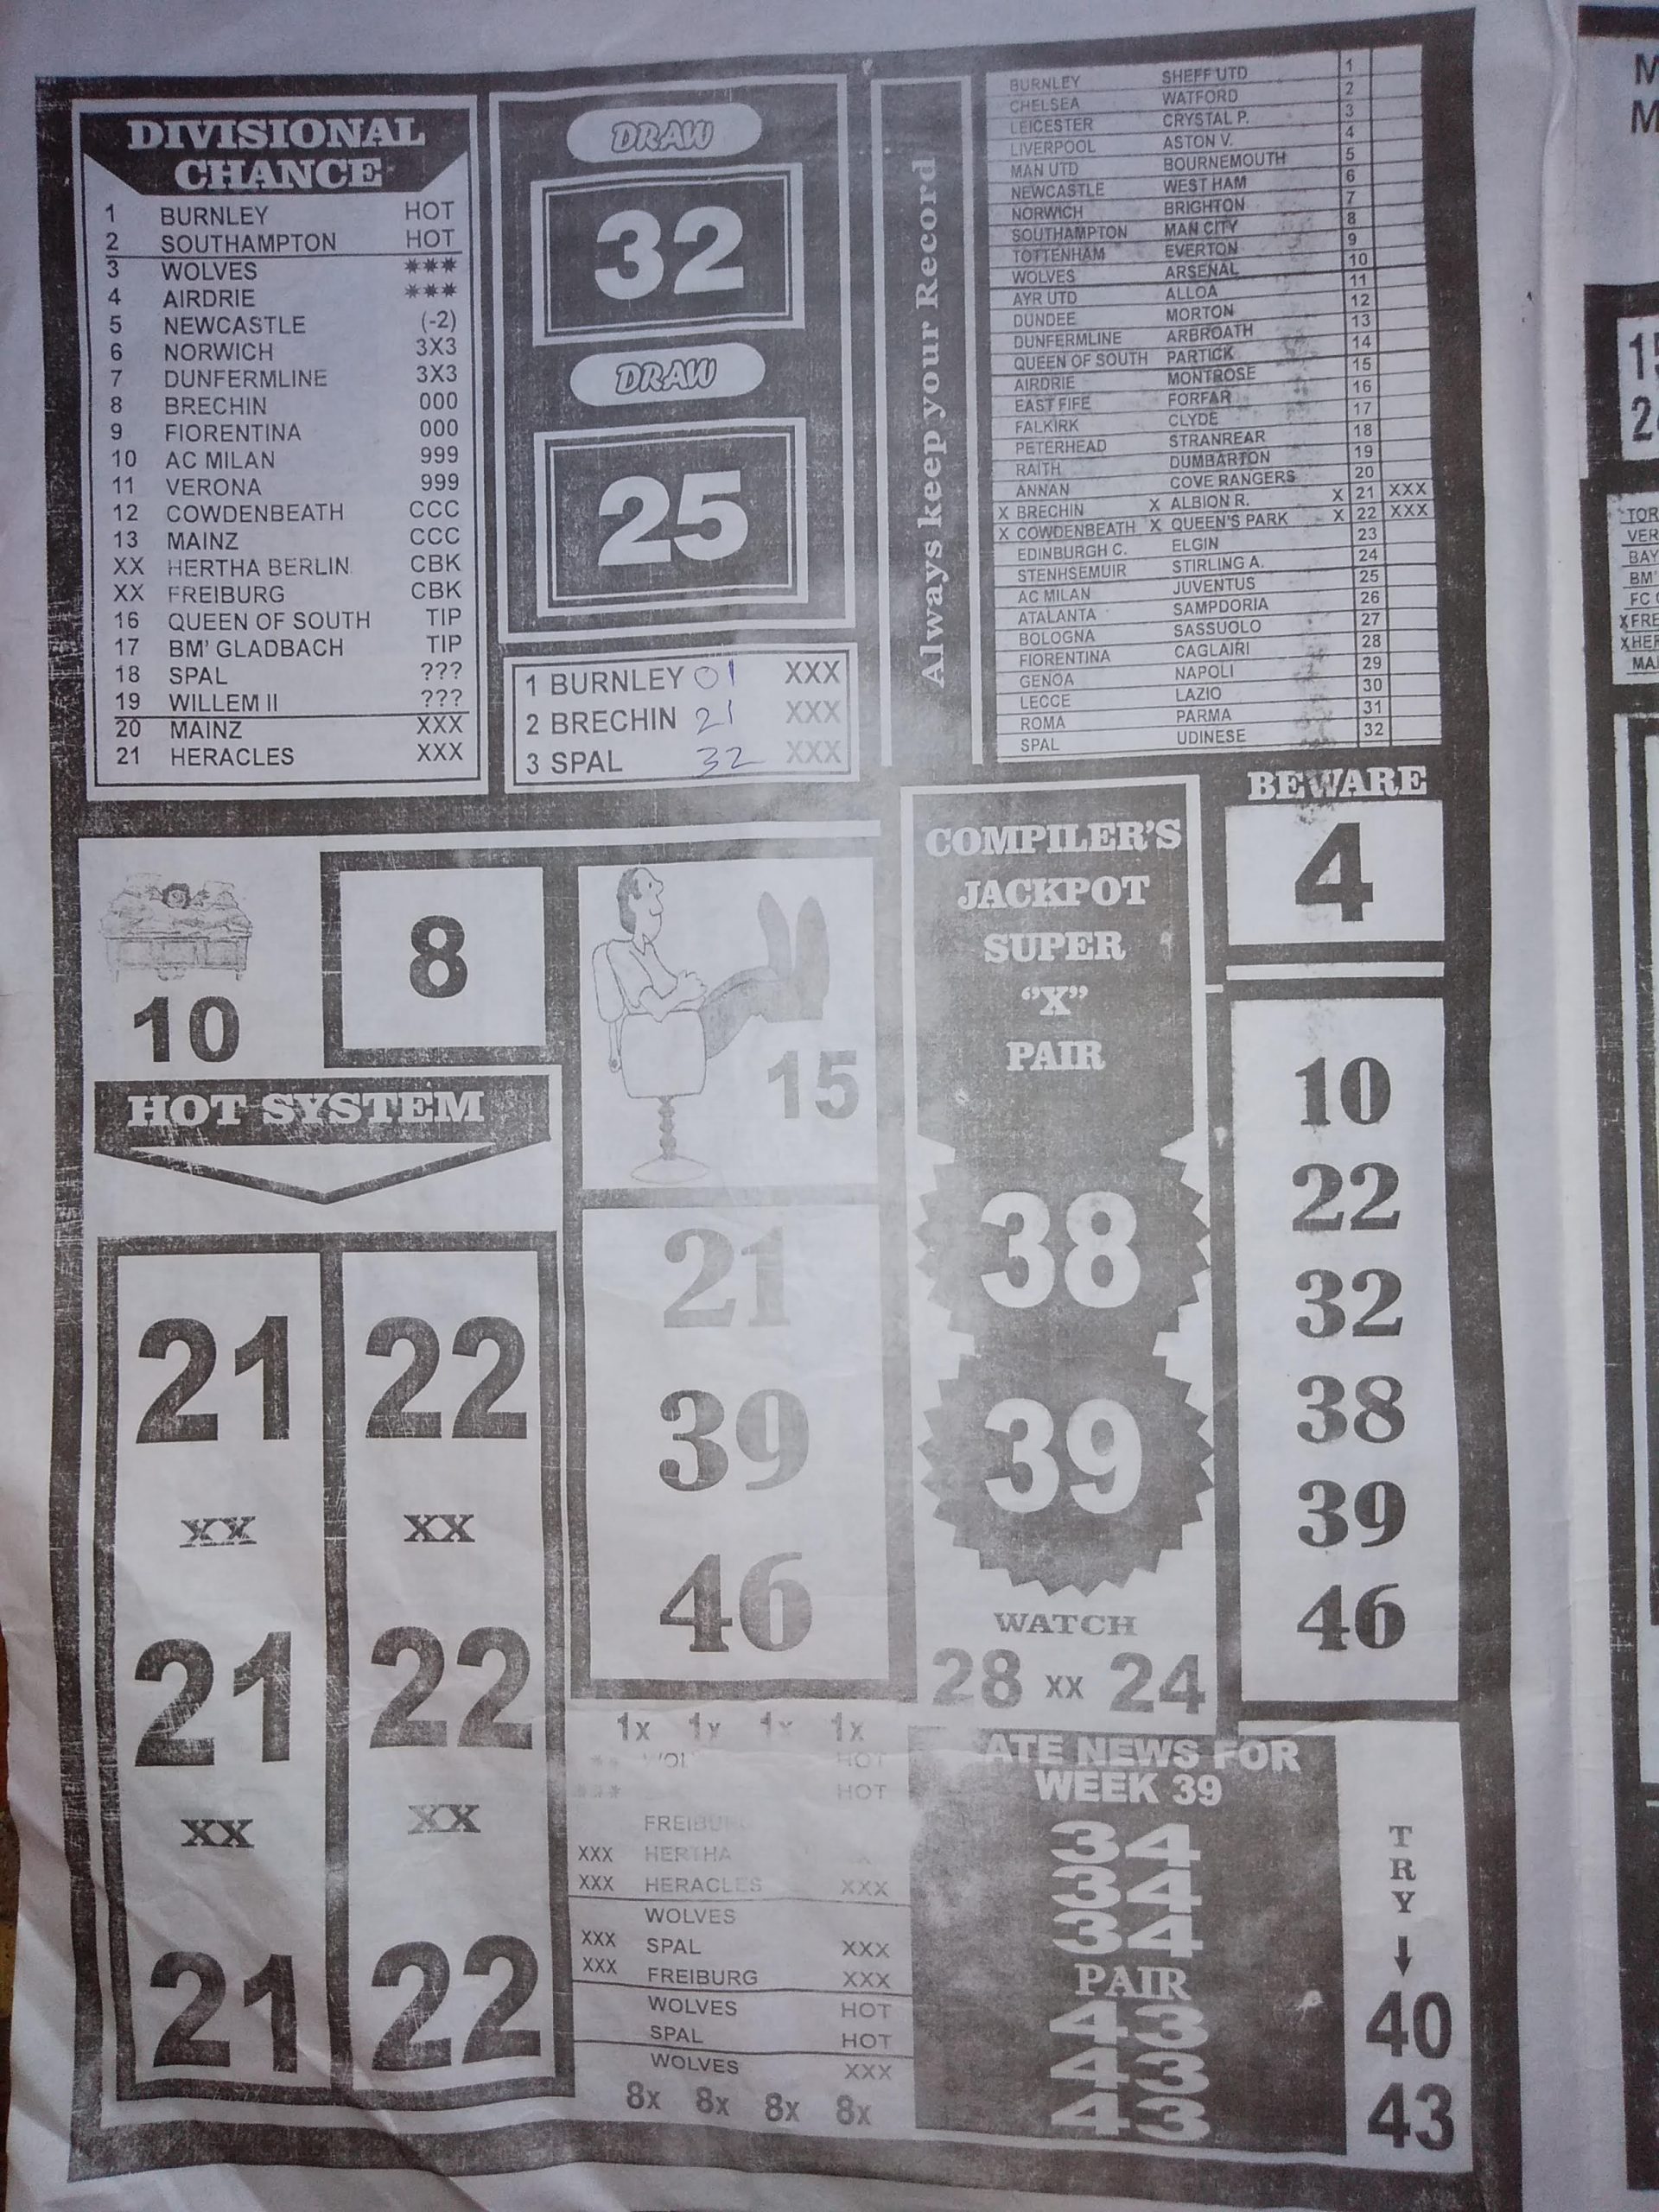 DIVISIONAL
CHANCE
1 BURNLEY HOT
2 SOUTHAMPTON HOT
3 WOLVES ***
4 AIRDRIE ***
5 NEWCASTLE (-2)
6 NORWICH 3X3
7 DUNFERMLINE 3X3
8 BRECHIN 000
9 FIORENTINA 000
10 AC MILAN 999
11 VERONA 999
12 COWDENBEATH CCC
13 MAINZ CCC
XX HERTHA BERLIN CBK
XX FREIBURG CBK
16 QUEEN OF SOUTH TIP
17 BM' GLADBACH TIP
18 SPAL ???
19 WILLEM II ???
20 MAINZ XXX
21 HERACLES XXX
DRAW
32
DRAW
25
1 BURNLEY 01 XXX
2 BRECHIN 21 XXX
3 SPAL 32 XXX
Always keep your Record
BURNLEY SHEFF UTD 1
CHELSEA WATFORD 2
LEICESTER CRYSTAL P. 3
LIVERPOOL ASTON V. 4
MAN UTD BOURNEMOUTH 5
NEWCASTLE WEST HAM 6
NORWICH BRIGHTON 7
SOUTHAMPTON MAN CITY 8
TOTTENHAM EVERTON 9
WOLVES ARSENAL 10
AYR UTD ALLOA 11
DUNDEE MORTON 12
DUNFERMLINE ARBROATH 13
QUEEN OF SOUTH PARTICK 14
AIRDRIE MONTROSE 15
EAST FIFE FORFAR 16
FALKIRK CLYDE 17
PETERHEAD STRANREAR 18
RAITH DUMBARTON 19
ANNAN COVE RANGERS 20
X BRECHIN X ALBION R. X 21 XXX
X COWDENBEATH X QUEEN'S PARK X 22 XXX
EDINBURGH C. ELGIN 23
STENHSEMUIR STIRLING A. 24
AC MILAN JUVENTUS 25
ATALANTA SAMPDORIA 26
BOLOGNA SASSUOLO 27
FIORENTINA CAGLAIRI 28
GENOA NAPOLI 29
LECCE LAZIO 30
ROMA PARMA 31
SPAL UDINESE 32
10
8
HOT SYSTEM
21 22
XX XX
21 22
XX XX
21 22
15
21
39
46
1x 1x 1x 1x
HOT
*** HOT
FREIBURG
XXX HERTHA
XXX HERACLES XXX
WOLVES
XXX SPAL XXX
XXX FREIBURG XXX
WOLVES HOT
SPAL HOT
WOLVES XXX
8x 8x 8x 8x
COMPILER'S
JACKPOT
SUPER
"X"
PAIR
38
39
WATCH
28 XX 24
ATE NEWS FOR
WEEK 39
34
34
34
PAIR
43
43
43
BEWARE
4
10
22
32
38
39
46
TRY
40
43
M
M
TOR
VER
BAY
BM'
XFRE
XHER
MAI